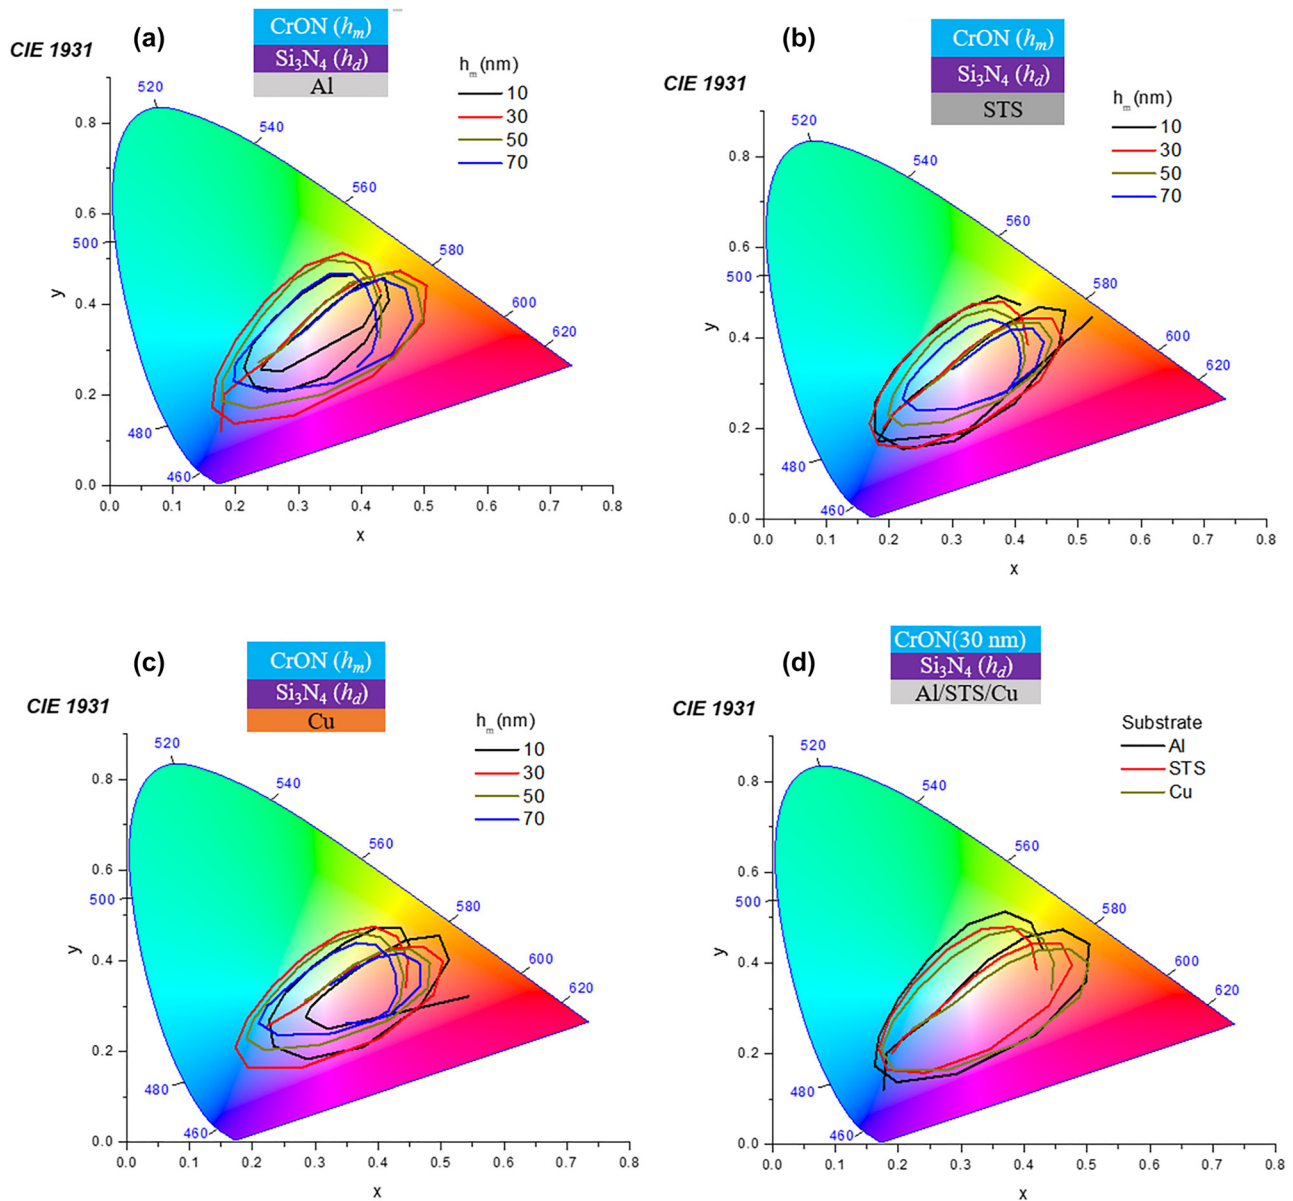 (a)
CrON (hm)
Si3N4 (hd)
Al
CIE 1931
hm (nm)
10
30
50
70
520
540
560
580
600
620
500
480
460
0.8
0.6
0.4
0.2
0.0
y
0.0 0.1 0.2 0.3 0.4 0.5 0.6 0.7 0.8
x
(b)
CrON (hm)
Si3N4 (hd)
STS
CIE 1931
hm (nm)
10
30
50
70
520
540
560
580
600
620
500
480
460
0.8
0.6
0.4
0.2
0.0
y
0.0 0.1 0.2 0.3 0.4 0.5 0.6 0.7 0.8
x
(c)
CrON (hm)
Si3N4 (hd)
Cu
CIE 1931
hm (nm)
10
30
50
70
520
540
560
580
600
620
500
480
460
0.8
0.6
0.4
0.2
0.0
y
0.0 0.1 0.2 0.3 0.4 0.5 0.6 0.7 0.8
x
(d)
CrON(30 nm)
Si3N4 (hd)
Al/STS/Cu
CIE 1931
Substrate
Al
STS
Cu
520
540
560
580
600
620
500
480
460
0.8
0.6
0.4
0.2
0.0
y
0.0 0.1 0.2 0.3 0.4 0.5 0.6 0.7 0.8
x